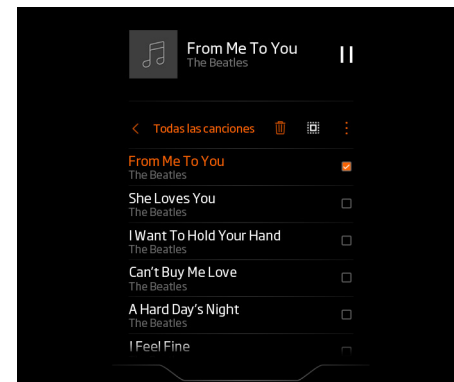 From Me To You
The Beatles
Todas las canciones
From Me To You
The Beatles
She Loves You
The Beatles
I Want To Hold Your Hand
The Beatles
Can't Buy Me Love
The Beatles
A Hard Day's Night
The Beatles
I Feel Fine